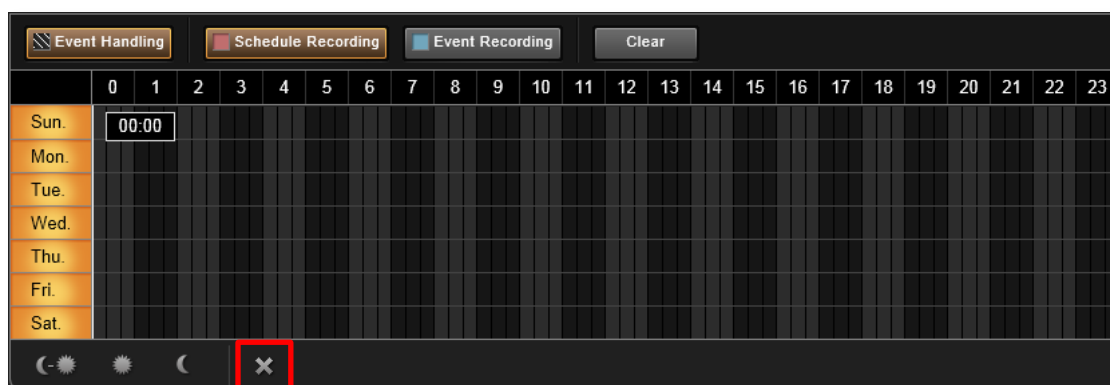 Event Handling Schedule Recording Event Recording Clear
0 1 2 3 4 5 6 7 8 9 10 11 12 13 14 15 16 17 18 19 20 21 22 23
Sun. 00:00
Mon.
Tue.
Wed.
Thu.
Fri.
Sat.